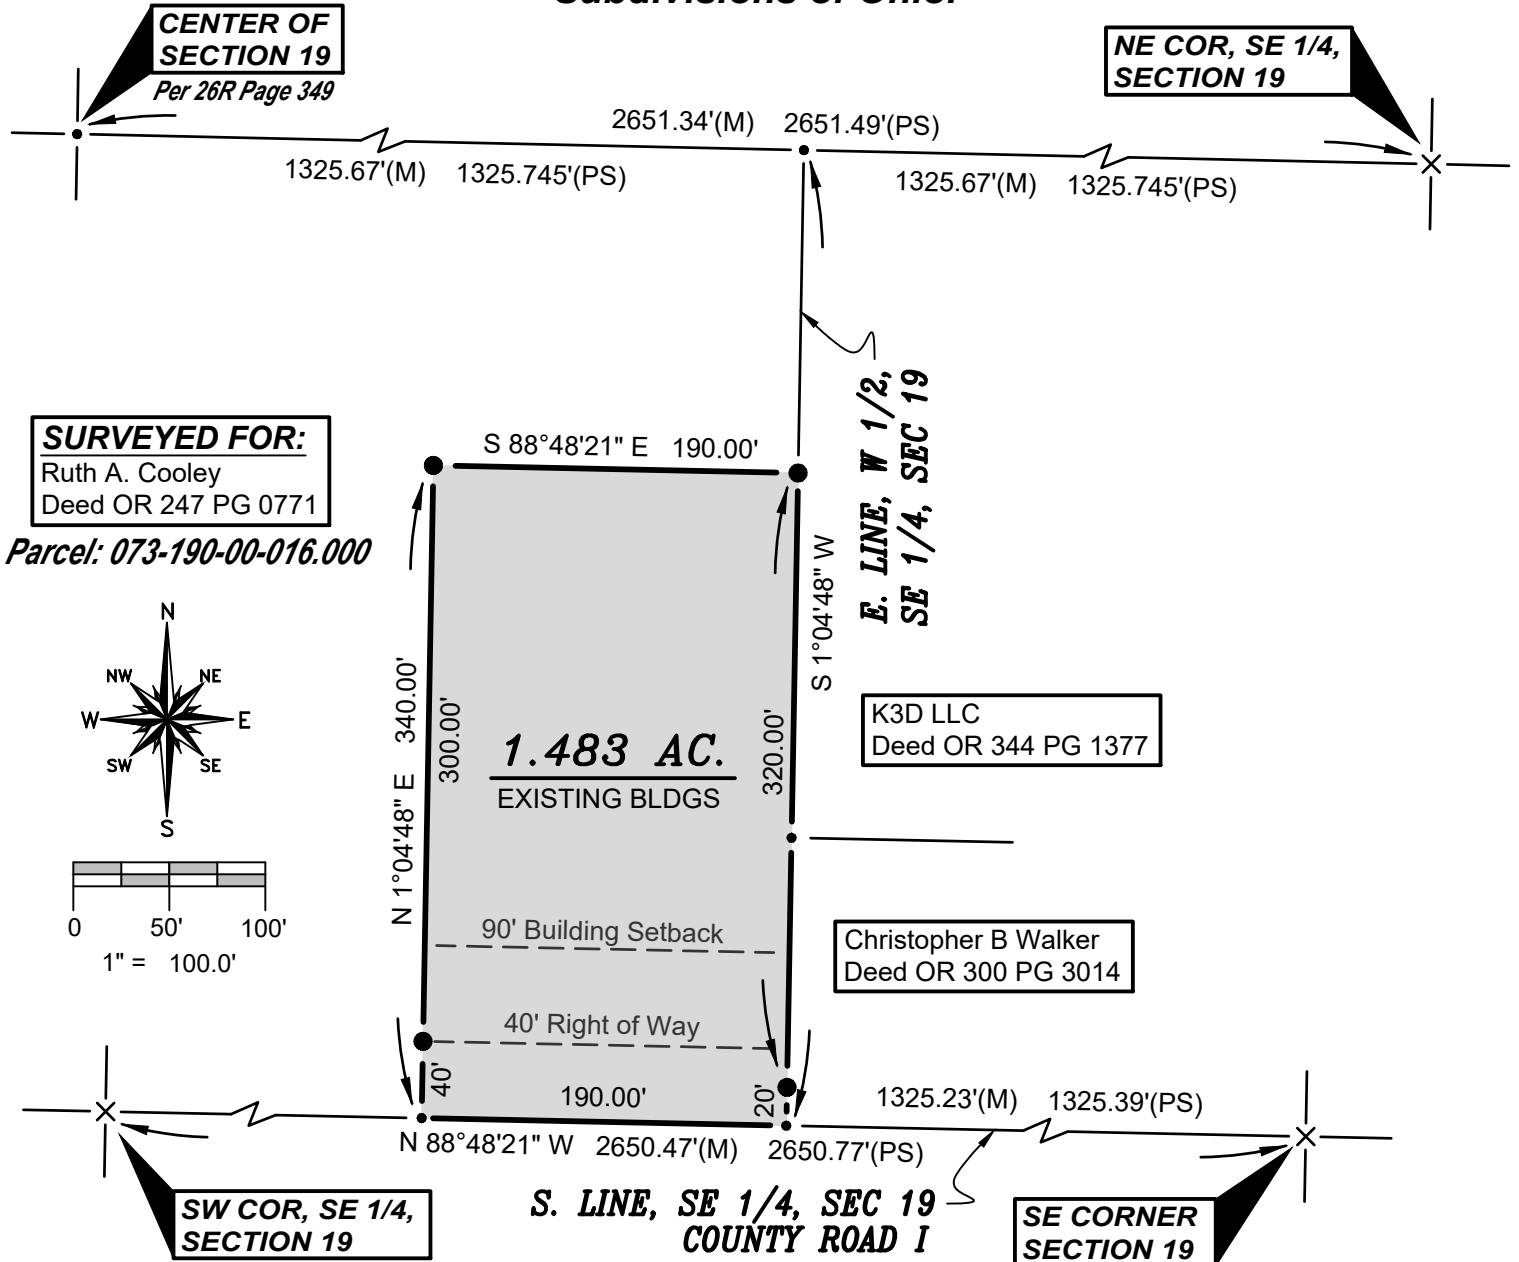 Subdivisions of Ohio.
CENTER OF
SECTION 19
Per 26R Page 349
NE COR, SE 1/4,
SECTION 19
2651.34'(M) 2651.49'(PS)
1325.67'(M) 1325.745'(PS)
1325.67'(M) 1325.745'(PS)
E. LINE, W 1/2,
SE 1/4, SEC 19
SURVEYED FOR:
Ruth A. Cooley
Deed OR 247 PG 0771
Parcel: 073-190-00-016.000
S 88°48'21" E 190.00'
S 1°04'48" W
N
NW NE
W E
SW SE
S
N 1°04'48" E 340.00'
300.00'
320.00'
1.483 AC.
EXISTING BLDGS
K3D LLC
Deed OR 344 PG 1377
0 50' 100'
1" = 100.0'
90' Building Setback
Christopher B Walker
Deed OR 300 PG 3014
40' Right of Way
40'
190.00'
20'
1325.23'(M) 1325.39'(PS)
N 88°48'21" W 2650.47'(M) 2650.77'(PS)
S. LINE, SE 1/4, SEC 19
COUNTY ROAD I
SW COR, SE 1/4,
SECTION 19
SE CORNER
SECTION 19